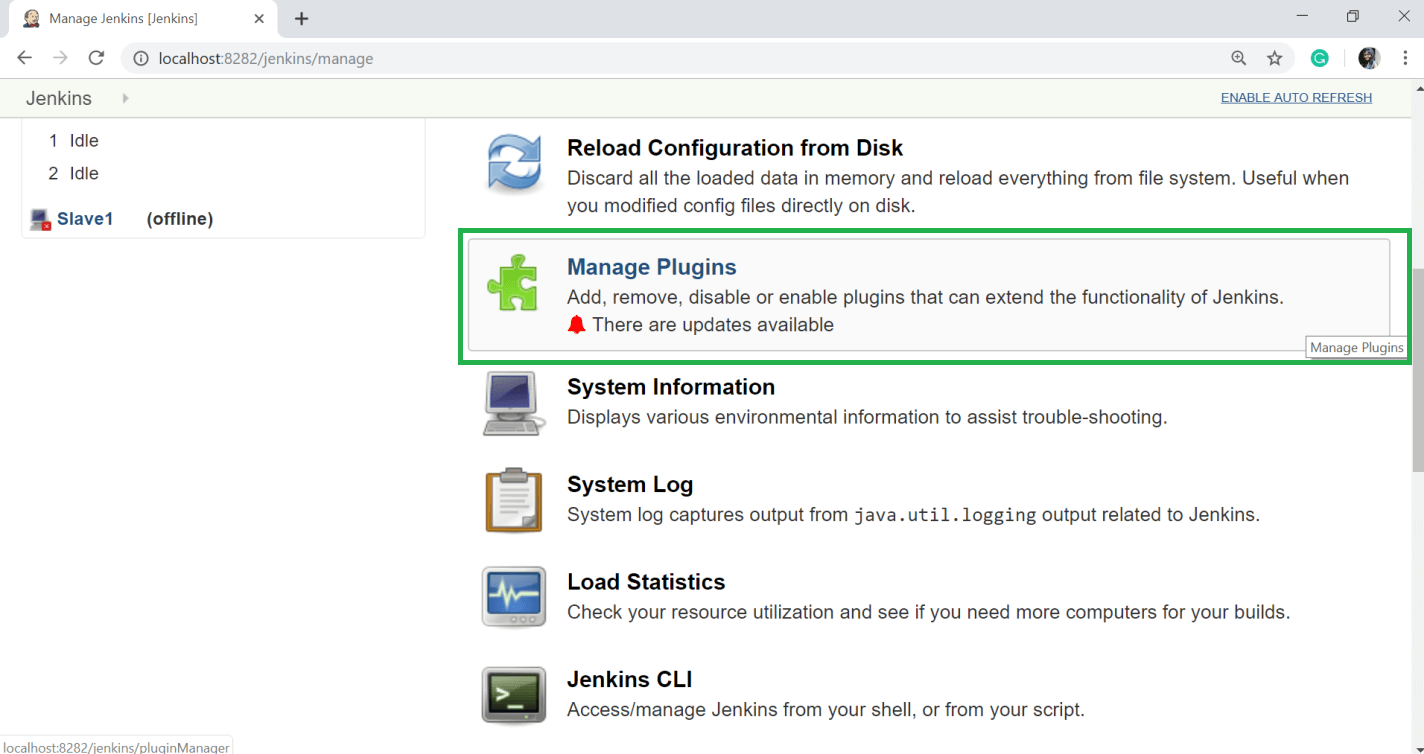 Manage Jenkins [Jenkins]
localhost:8282/jenkins/manage
Jenkins
ENABLE AUTO REFRESH
1 Idle
2 Idle
Slave1 (offline)
Reload Configuration from Disk
Discard all the loaded data in memory and reload everything from file system. Useful when
you modified config files directly on disk.
Manage Plugins
Add, remove, disable or enable plugins that can extend the functionality of Jenkins.
There are updates available
Manage Plugins
System Information
Displays various environmental information to assist trouble-shooting.
System Log
System log captures output from java.util.logging output related to Jenkins.
Load Statistics
Check your resource utilization and see if you need more computers for your builds.
Jenkins CLI
Access/manage Jenkins from your shell, or from your script.
localhost:8282/jenkins/pluginManager